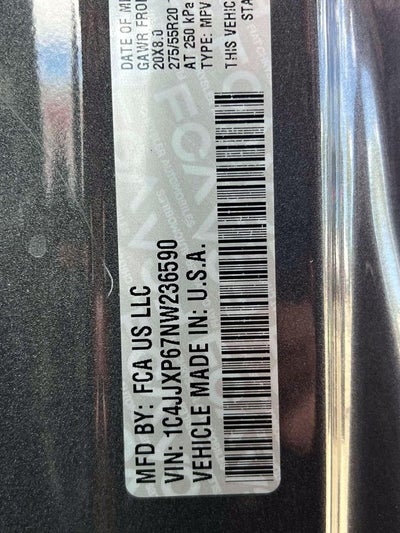 DATE OF M
GAWR FRO
20X8.0
275/55R20
AT 250 kPa
TYPE: MPV
THIS VEHIC
STA
MFD BY: FCA US LLC
VIN: 1C4JJXP67NW236590
VEHICLE MADE IN: U.S.A.
FCA